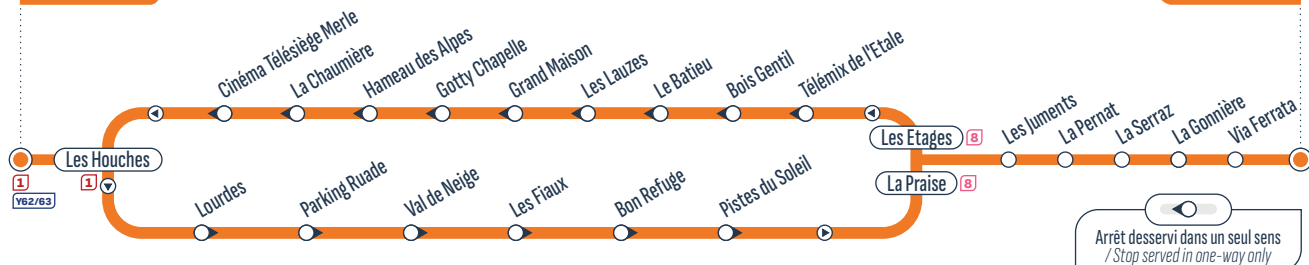 Cinéma Télésiège Merle
La Chaumière
Hameau des Alpes
Gotty Chapelle
Grand Maison
Les Lauzes
Le Batieu
Bois Gentil
Télémix de l'Etale
Les Houches
1
1
Y62/63
Les Etages 8
La Praise 8
Les Juments
La Pernat
La Serraz
La Gonnière
Via Ferrata
Lourdes
Parking Ruade
Val de Neige
Les Fiaux
Bon Refuge
Pistes du Soleil
Arrêt desservi dans un seul sens
/ Stop served in one-way only